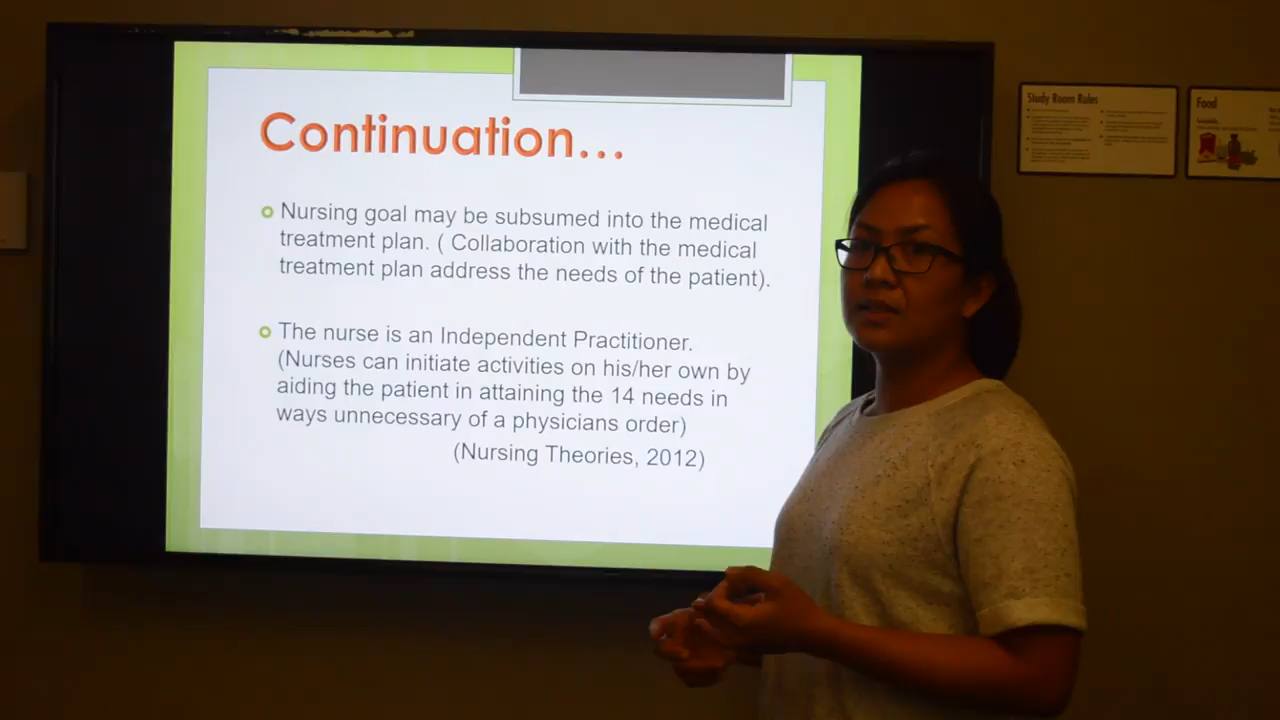 Continuation...
Nursing goal may be subsumed into the medical
treatment plan. ( Collaboration with the medical
treatment plan address the needs of the patient).
The nurse is an Independent Practitioner.
(Nurses can initiate activities on his/her own by
aiding the patient in attaining the 14 needs in
ways unnecessary of a physicians order)
(Nursing Theories, 2012)
Study Room Rules
Food